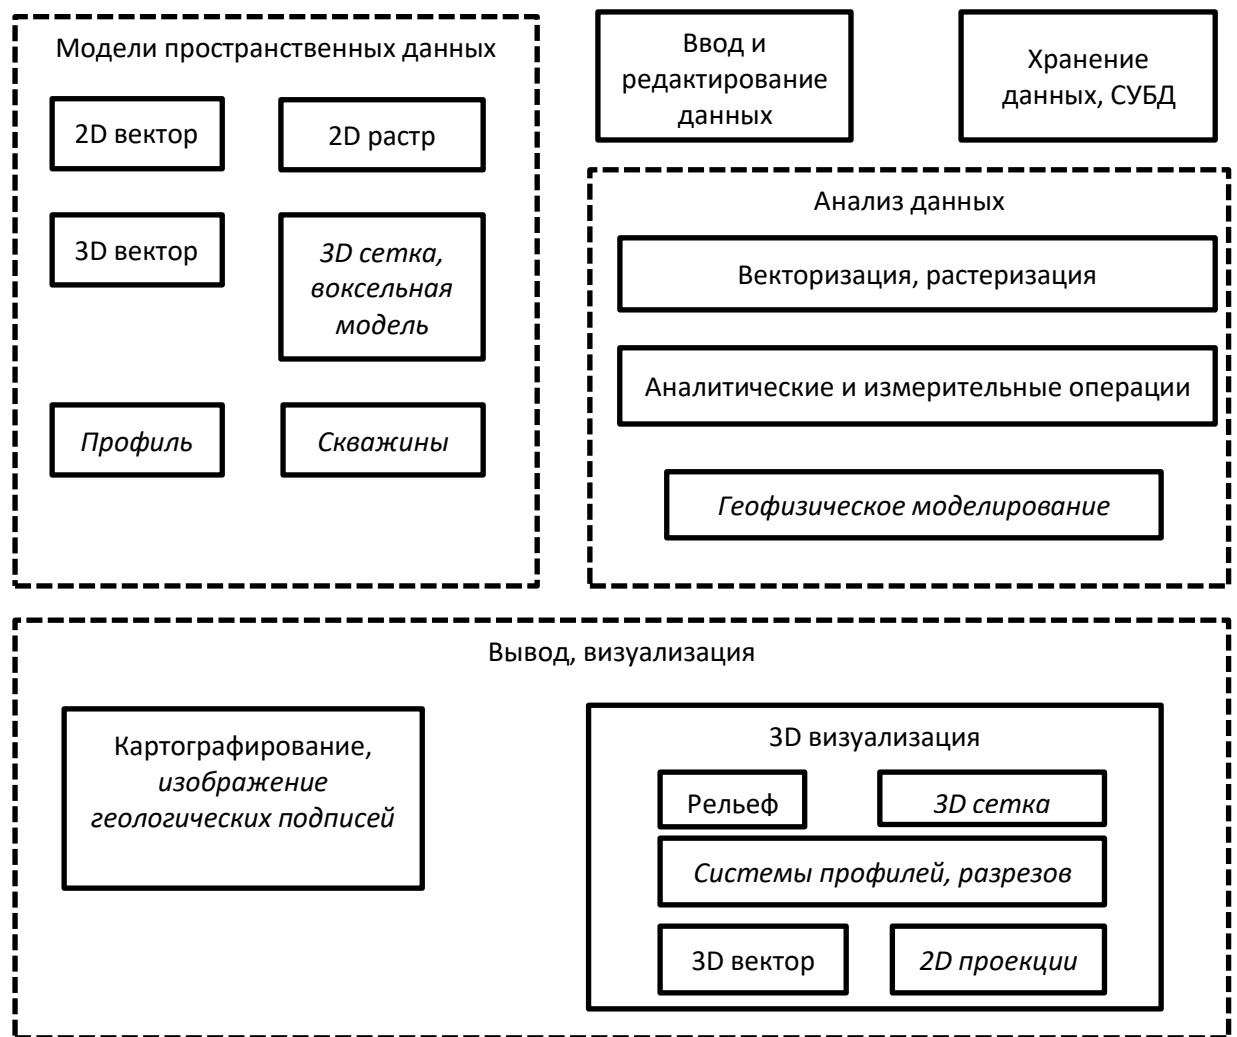 Модели пространственных данных
2D вектор
2D растр
3D вектор
3D сетка,
воксельная
модель
Профиль
Скважины
Ввод и
редактирование
данных
Хранение
данных, СУБД
Анализ данных
Векторизация, растеризация
Аналитические и измерительные операции
Геофизическое моделирование
Вывод, визуализация
Картографирование,
изображение
геологических подписей
3D визуализация
Рельеф
3D сетка
Системы профилей, разрезов
3D вектор
2D проекции